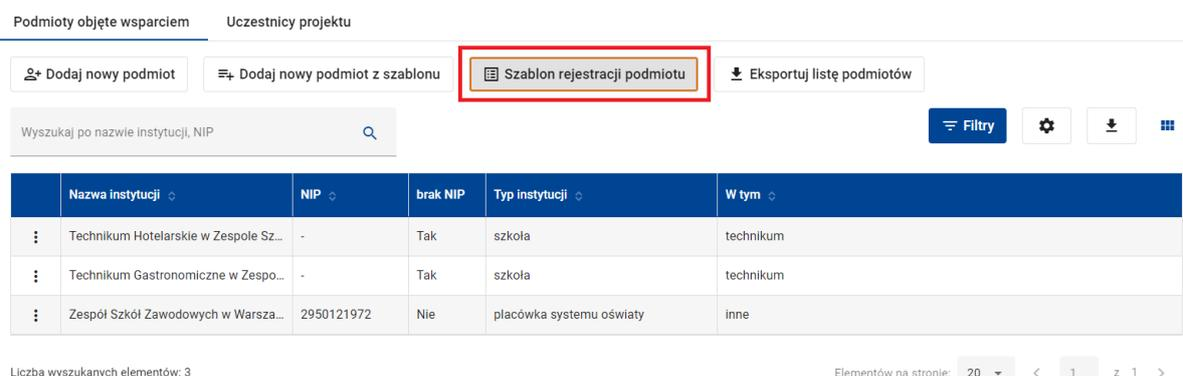 Podmioty objęte wsparciem Uczestnicy projektu
Dodaj nowy podmiot Dodaj nowy podmiot z szablonu Szablon rejestracji podmiotu Eksportuj listę podmiotów
Wyszukaj po nazwie instytucji, NIP Filtry
Nazwa instytucji NIP brak NIP Typ instytucji W tym
Technikum Hotelarskie w Zespole Sz... - Tak szkoła technikum
Technikum Gastronomiczne w Zespo... - Tak szkoła technikum
Zespół Szkół Zawodowych w Warsza... 2950121972 Nie placówka systemu oświaty inne
Liczba wyszukanych elementów: 3 Elementów na stronie: 20 1 z 1